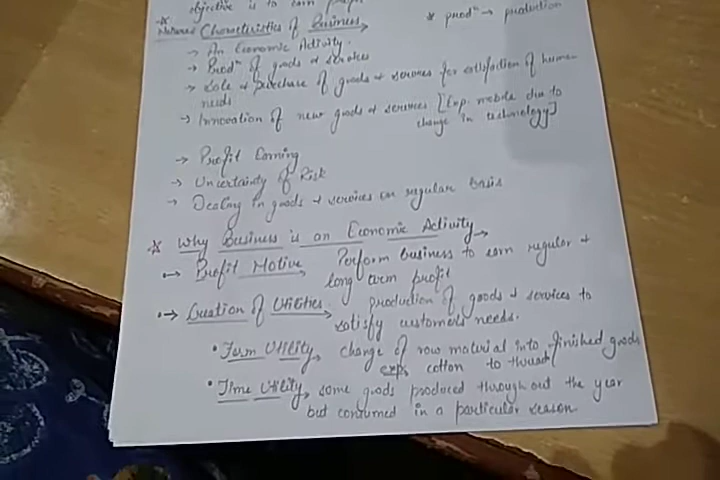 objective is to earn
* Nature Characteristics of Business → * prodⁿ → production
→ An Economic Activity.
→ Prodⁿ of goods & services
→ Sale & purchase of goods & services for satisfaction of human
needs
→ Innovation of new goods & services [Exp. mobile due to
change in technology]
→ Profit Earning
→ Uncertainty of Risk
→ Dealing in goods & services on regular basis
* Why Business is an Economic Activity →
→ Profit Motive Perform business to earn regular &
long term profit
→ Creation of Utilities → production of goods & services to
satisfy customers needs.
• Form Utility, change of row material into finished goods
exp. cotton to thread
• Time Utility, some goods produced throughout the year
but consumed in a particular season.